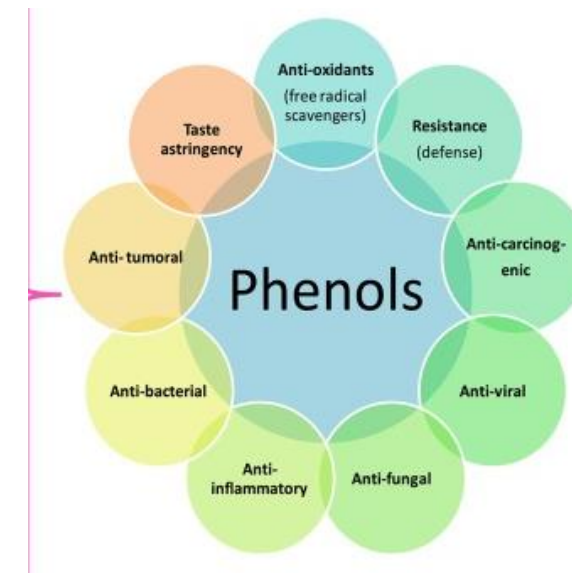 Anti-oxidants
(free radical
scavengers)
Resistance
(defense)
Anti-carcinog-
enic
Anti-viral
Anti-fungal
Anti-
inflammatory
Anti-bacterial
Anti- tumoral
Taste
astringency
Phenols